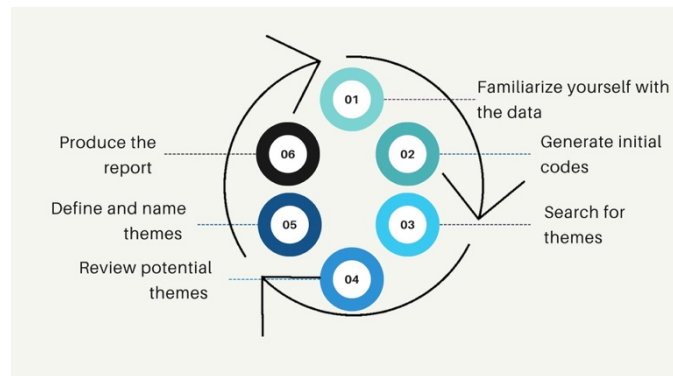 01
Familiarize yourself with
the data
02
Generate initial
codes
03
Search for
themes
04
Review potential
themes
05
Define and name
themes
06
Produce the
report